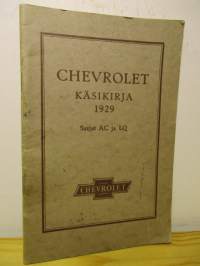 CHEVROLET
KÄSIKIRJA
1929
Sarjat AC ja LQ
CHEVROLET